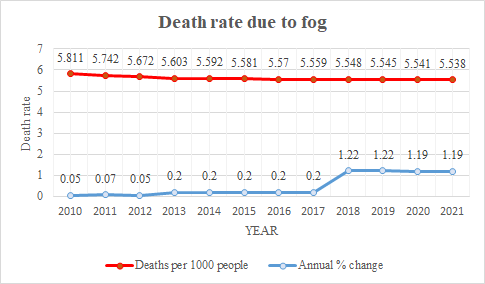 Death rate due to fog
7
6
5
4
3
2
1
0
Death rate
5.811 5.742 5.672 5.603 5.592 5.581 5.57 5.559 5.548 5.545 5.541 5.538
0.05 0.07 0.05 0.2 0.2 0.2 0.2 0.2 1.22 1.22 1.19 1.19
2010 2011 2012 2013 2014 2015 2016 2017 2018 2019 2020 2021
YEAR
Deaths per 1000 people Annual % change